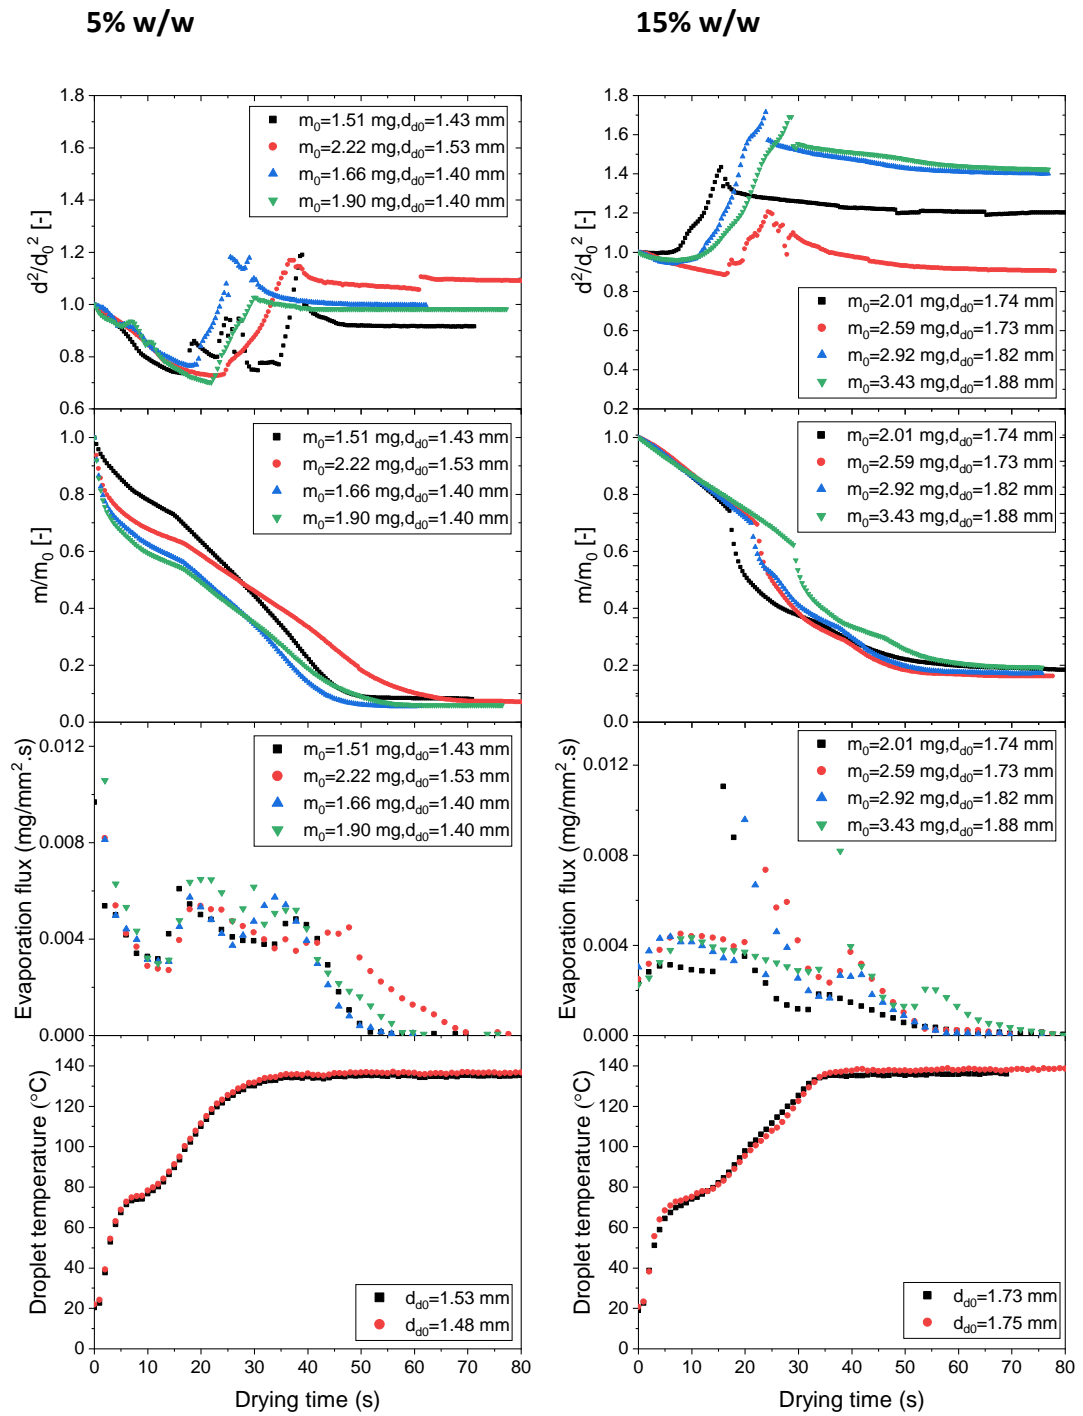 5% w/w
15% w/w
1.8
1.6
1.4
1.2
1.0
0.8
0.6
d²/d₀² [-]
m₀=1.51 mg,d_d0=1.43 mm
m₀=2.22 mg,d_d0=1.53 mm
m₀=1.66 mg,d_d0=1.40 mm
m₀=1.90 mg,d_d0=1.40 mm
1.8
1.6
1.4
1.2
1.0
0.8
0.6
0.4
0.2
d²/d₀² [-]
m₀=2.01 mg,d_d0=1.74 mm
m₀=2.59 mg,d_d0=1.73 mm
m₀=2.92 mg,d_d0=1.82 mm
m₀=3.43 mg,d_d0=1.88 mm
1.0
0.8
0.6
0.4
0.2
0.0
m/m₀ [-]
m₀=1.51 mg,d_d0=1.43 mm
m₀=2.22 mg,d_d0=1.53 mm
m₀=1.66 mg,d_d0=1.40 mm
m₀=1.90 mg,d_d0=1.40 mm
1.0
0.8
0.6
0.4
0.2
0.0
m/m₀ [-]
m₀=2.01 mg,d_d0=1.74 mm
m₀=2.59 mg,d_d0=1.73 mm
m₀=2.92 mg,d_d0=1.82 mm
m₀=3.43 mg,d_d0=1.88 mm
0.012
0.008
0.004
0.000
Evaporation flux (mg/mm².s)
m₀=1.51 mg,d_d0=1.43 mm
m₀=2.22 mg,d_d0=1.53 mm
m₀=1.66 mg,d_d0=1.40 mm
m₀=1.90 mg,d_d0=1.40 mm
0.012
0.008
0.004
0.000
Evaporation flux (mg/mm².s)
m₀=2.01 mg,d_d0=1.74 mm
m₀=2.59 mg,d_d0=1.73 mm
m₀=2.92 mg,d_d0=1.82 mm
m₀=3.43 mg,d_d0=1.88 mm
140
120
100
80
60
40
20
0
Droplet temperature (°C)
d_d0=1.53 mm
d_d0=1.48 mm
0 10 20 30 40 50 60 70 80
Drying time (s)
140
120
100
80
60
40
20
0
Droplet temperature (°C)
d_d0=1.73 mm
d_d0=1.75 mm
0 10 20 30 40 50 60 70 80
Drying time (s)